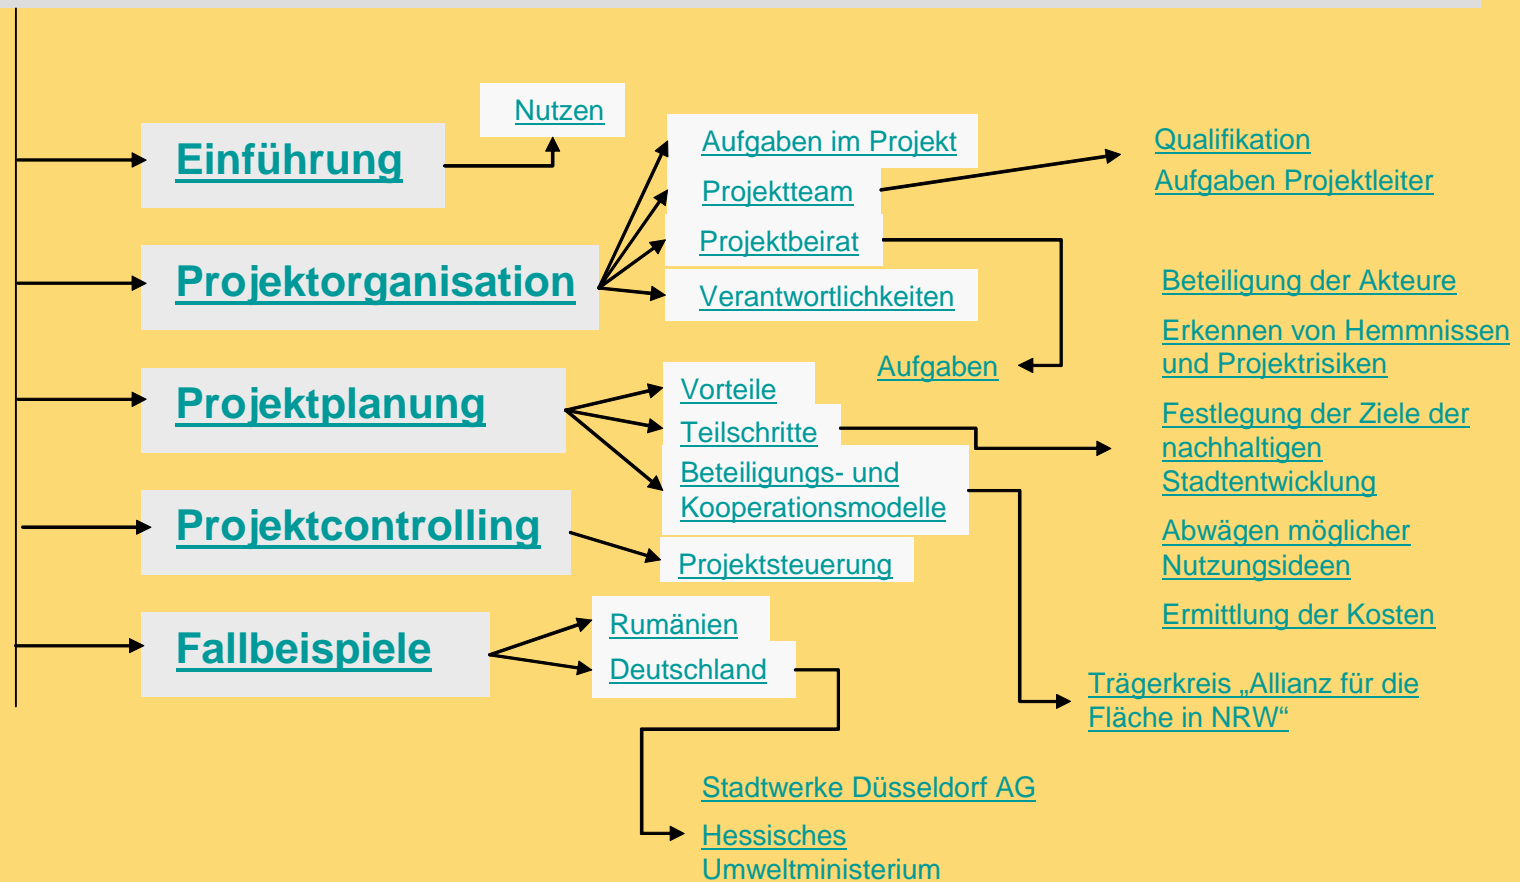 Einführung
Nutzen
Projektorganisation
Aufgaben im Projekt
Projektteam
Qualifikation
Aufgaben Projektleiter
Projektbeirat
Aufgaben
Verantwortlichkeiten
Projektplanung
Vorteile
Teilschritte
Beteiligung der Akteure
Erkennen von Hemmnissen
und Projektrisiken
Festlegung der Ziele der
nachhaltigen
Stadtentwicklung
Abwägen möglicher
Nutzungsideen
Ermittlung der Kosten
Beteiligungs- und
Kooperationsmodelle
Trägerkreis „Allianz für die
Fläche in NRW“
Projektcontrolling
Projektsteuerung
Fallbeispiele
Rumänien
Deutschland
Stadtwerke Düsseldorf AG
Hessisches
Umweltministerium